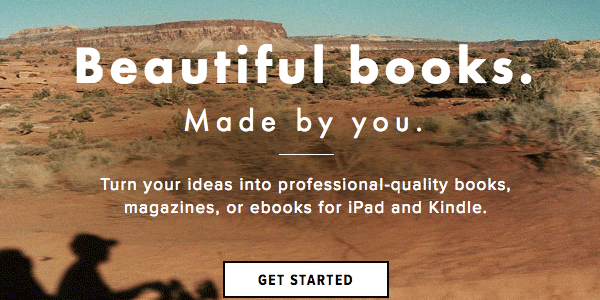 Beautiful books.
Made by you.
Turn your ideas into professional-quality books,
magazines, or ebooks for iPad and Kindle.
GET STARTED